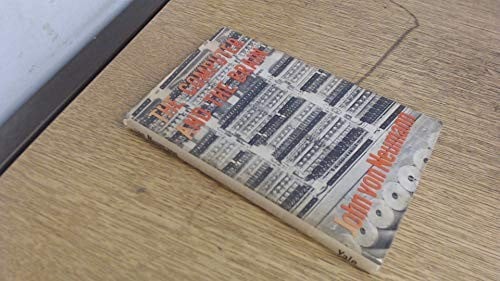 THE COMPUTER
AND THE BRAIN
John von Neumann
Yale